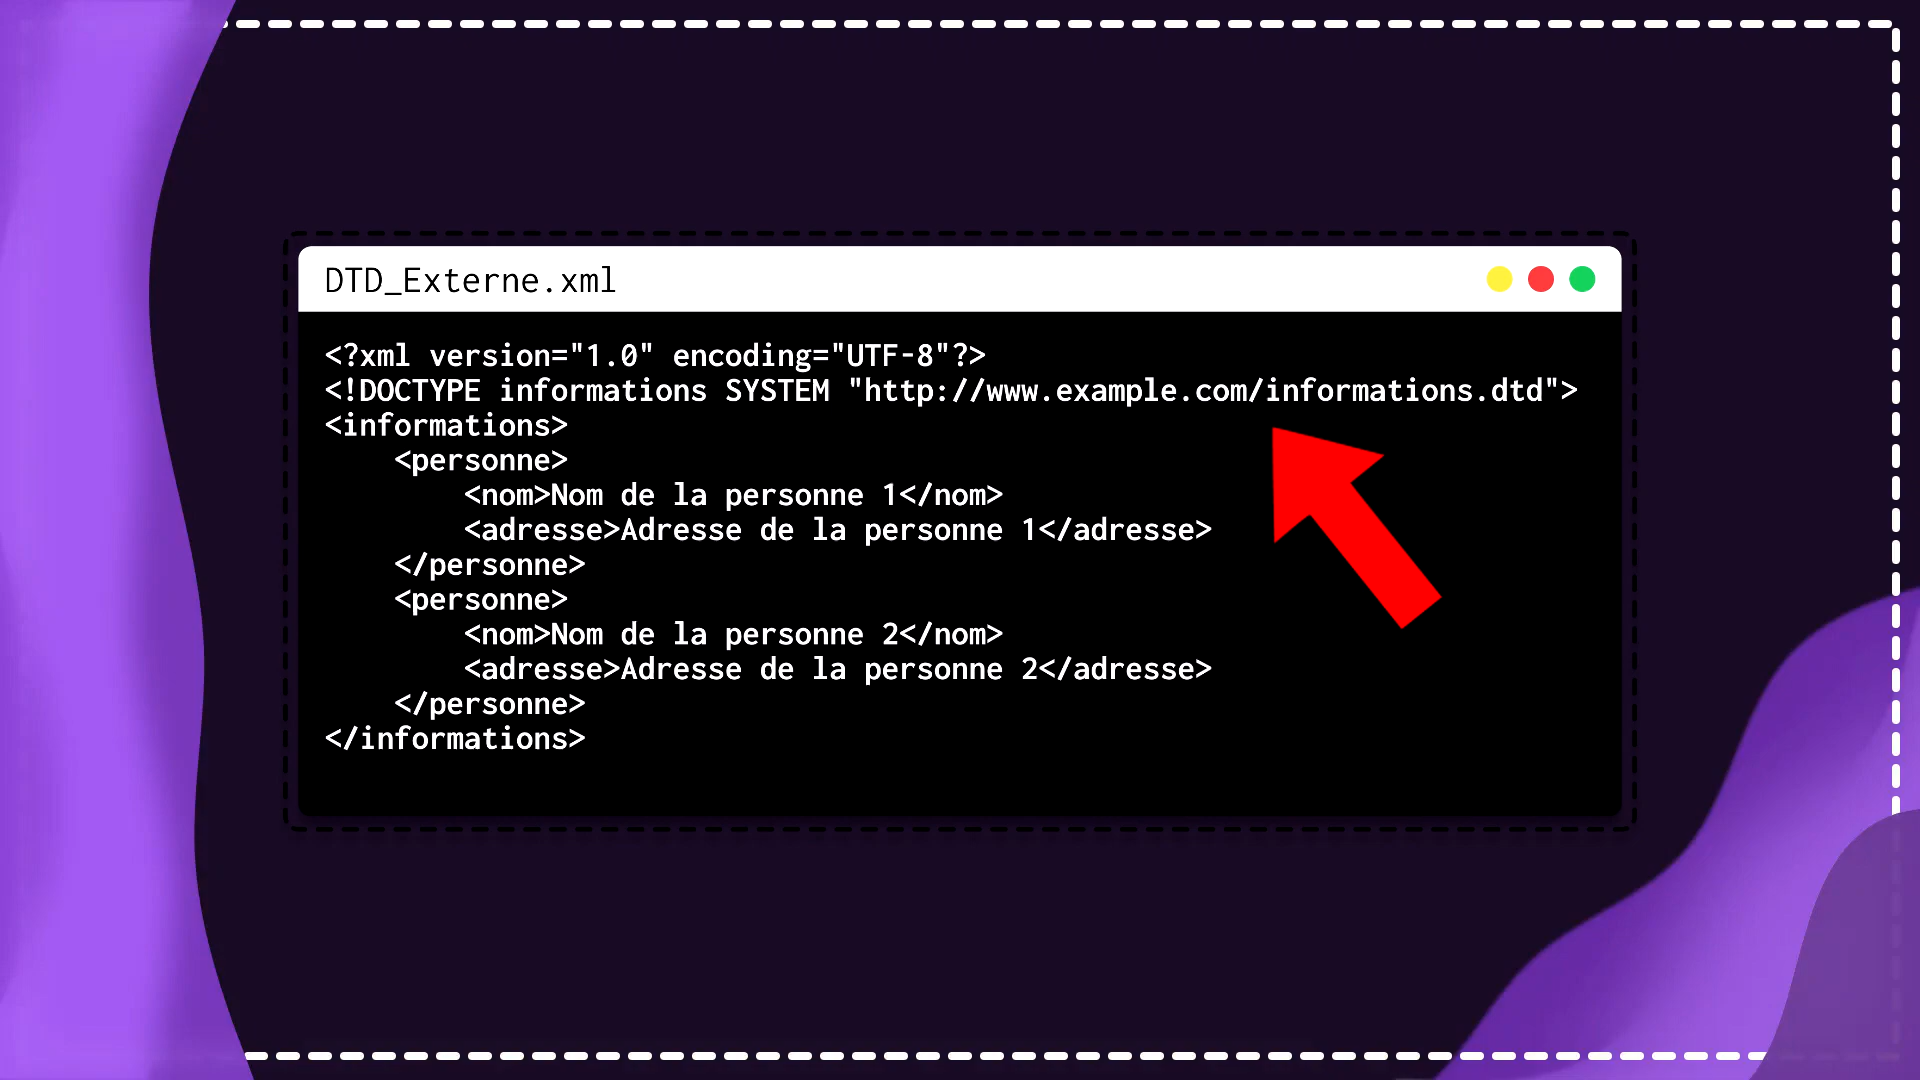 DTD_Externe.xml
<?xml version="1.0" encoding="UTF-8"?>
<!DOCTYPE informations SYSTEM "http://www.example.com/informations.dtd">
<informations>
    <personne>
        <nom>Nom de la personne 1</nom>
        <adresse>Adresse de la personne 1</adresse>
    </personne>
    <personne>
        <nom>Nom de la personne 2</nom>
        <adresse>Adresse de la personne 2</adresse>
    </personne>
</informations>